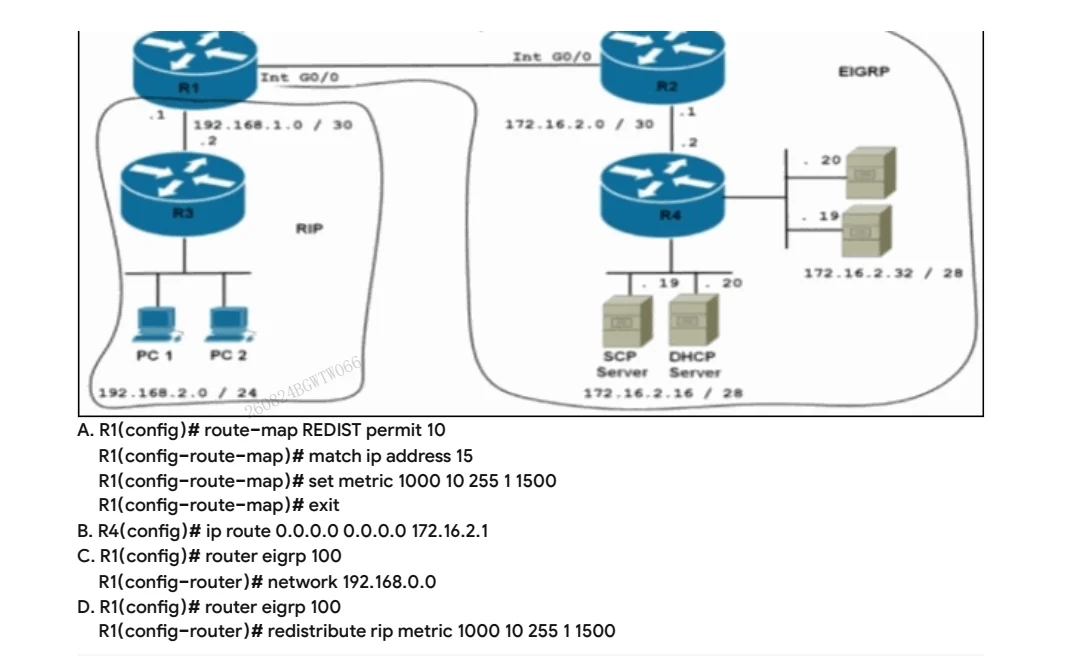 Int G0/0
EIGRP
R1
Int G0/0
R2
.1
192.168.1.0 / 30
172.16.2.0 / 30
.1
.2
.2
. 20
R3
R4
. 19
RIP
172.16.2.32 / 28
. 19
. 20
PC 1
PC 2
SCP
Server
DHCP
Server
192.168.2.0 / 24
260824BGWTW066
172.16.2.16 / 28
A. R1(config)# route-map REDIST permit 10
R1(config-route-map)# match ip address 15
R1(config-route-map)# set metric 1000 10 255 1 1500
R1(config-route-map)# exit
B. R4(config)# ip route 0.0.0.0 0.0.0.0 172.16.2.1
C. R1(config)# router eigrp 100
R1(config-router)# network 192.168.0.0
D. R1(config)# router eigrp 100
R1(config-router)# redistribute rip metric 1000 10 255 1 1500